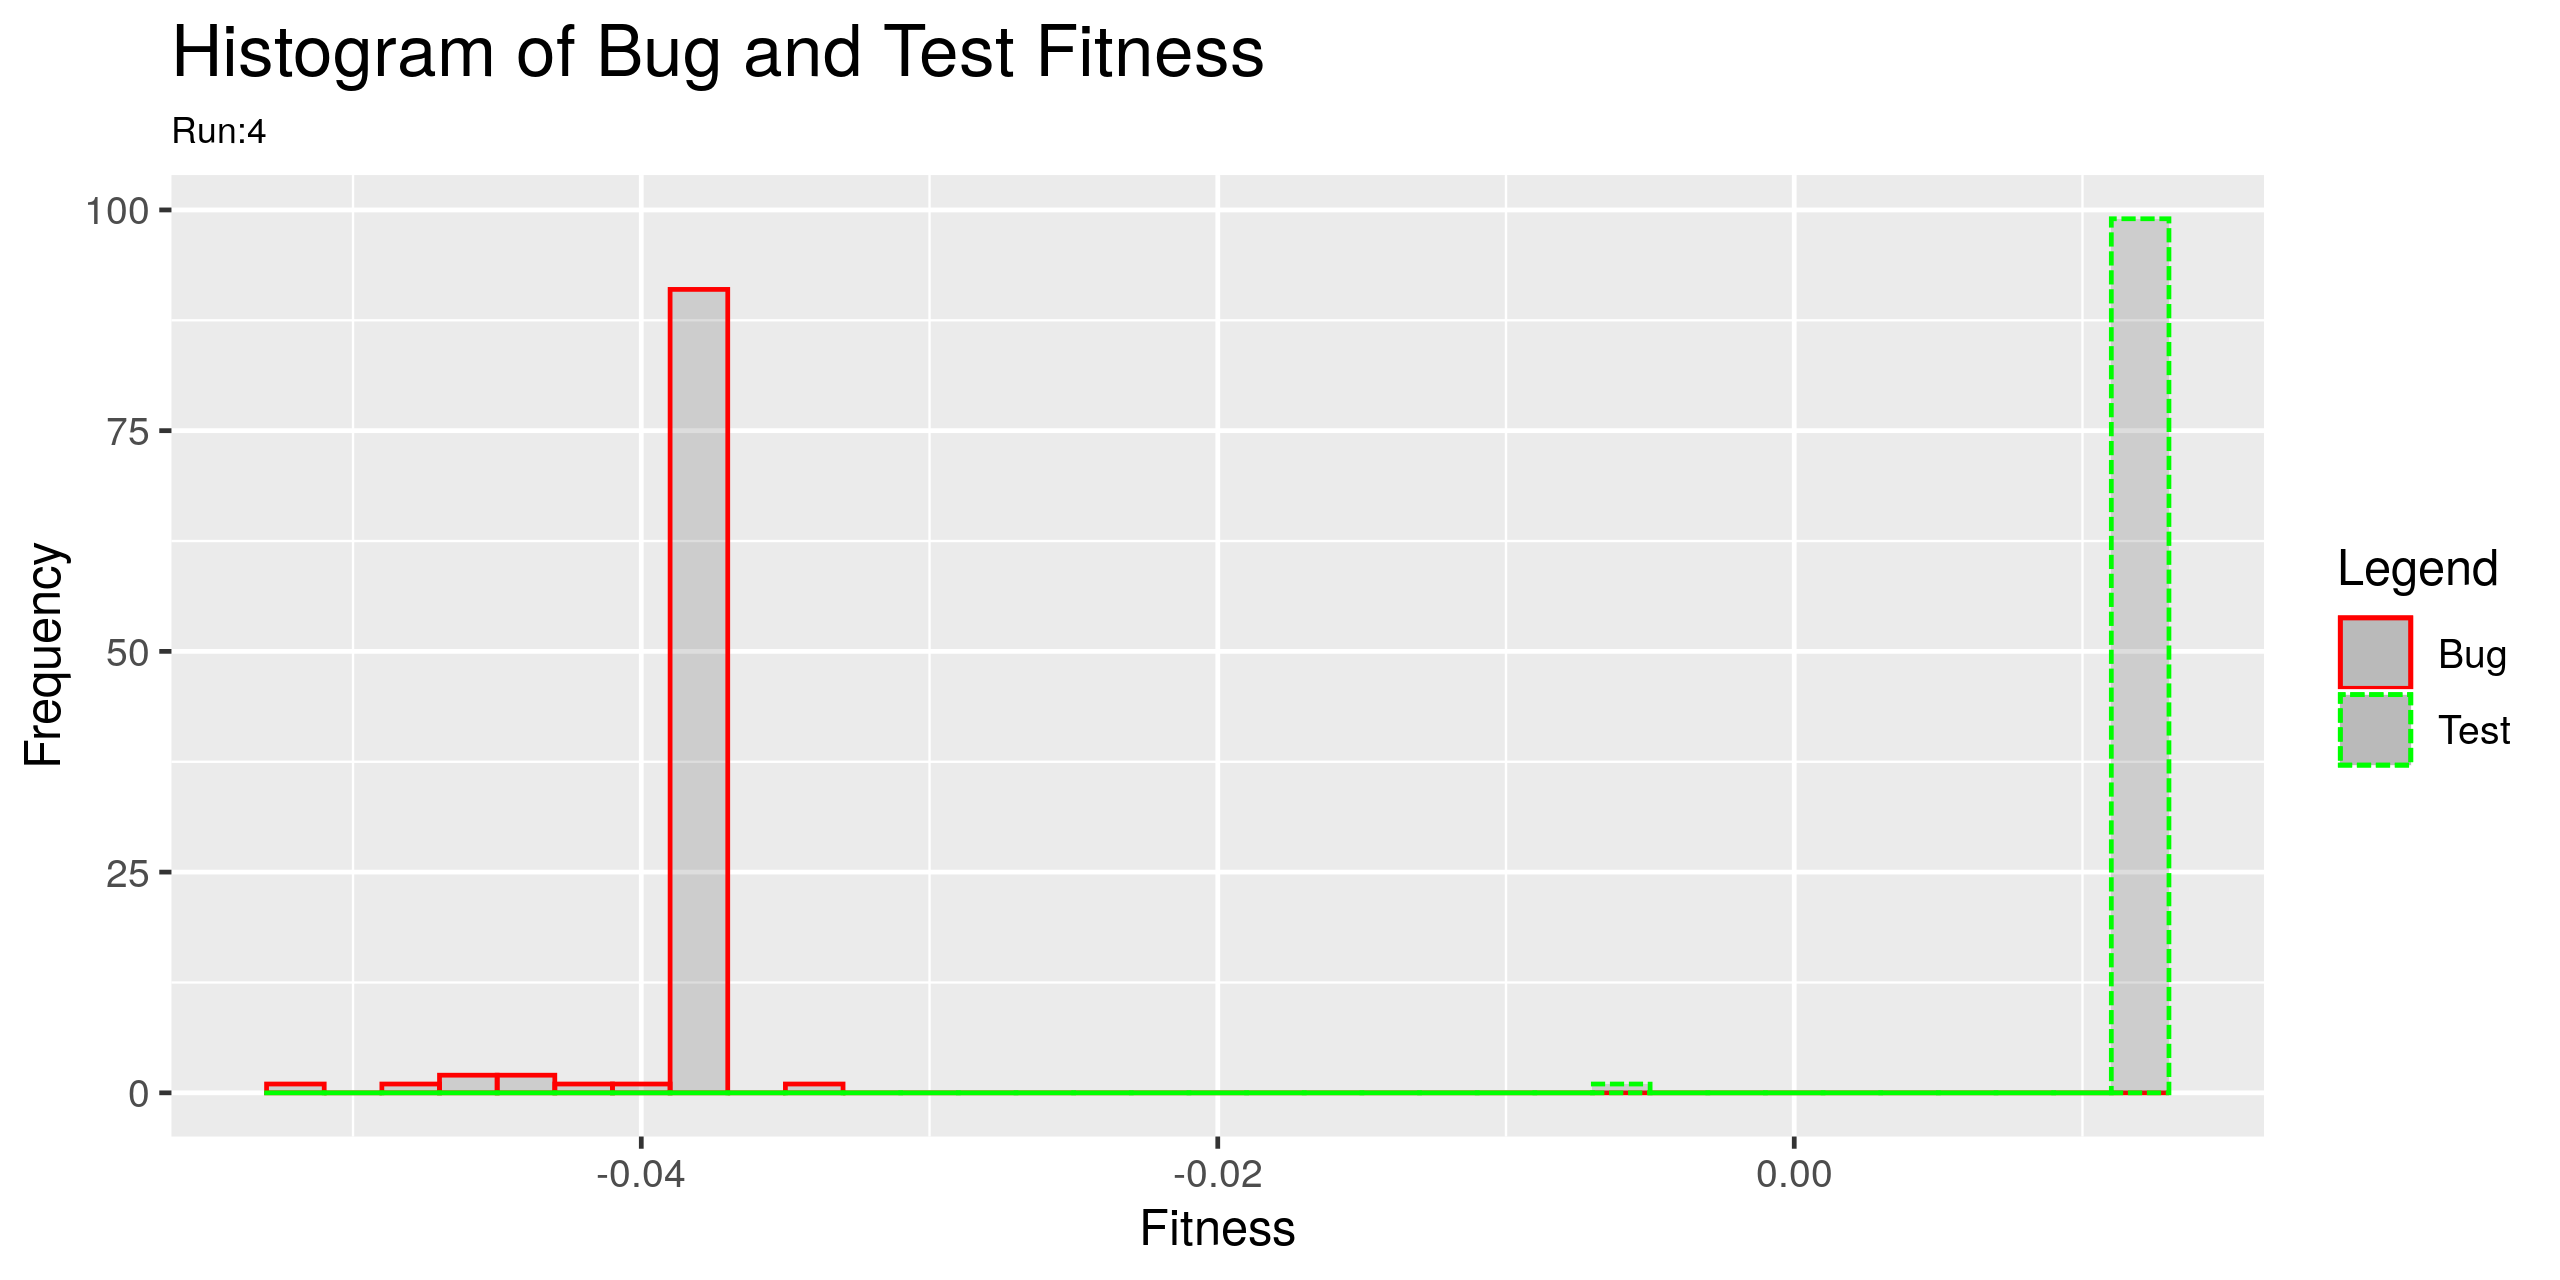 Histogram of Bug and Test Fitness
Run:4
100
75
50
25
0
Frequency
-0.04
-0.02
0.00
Fitness
Legend
Bug
Test